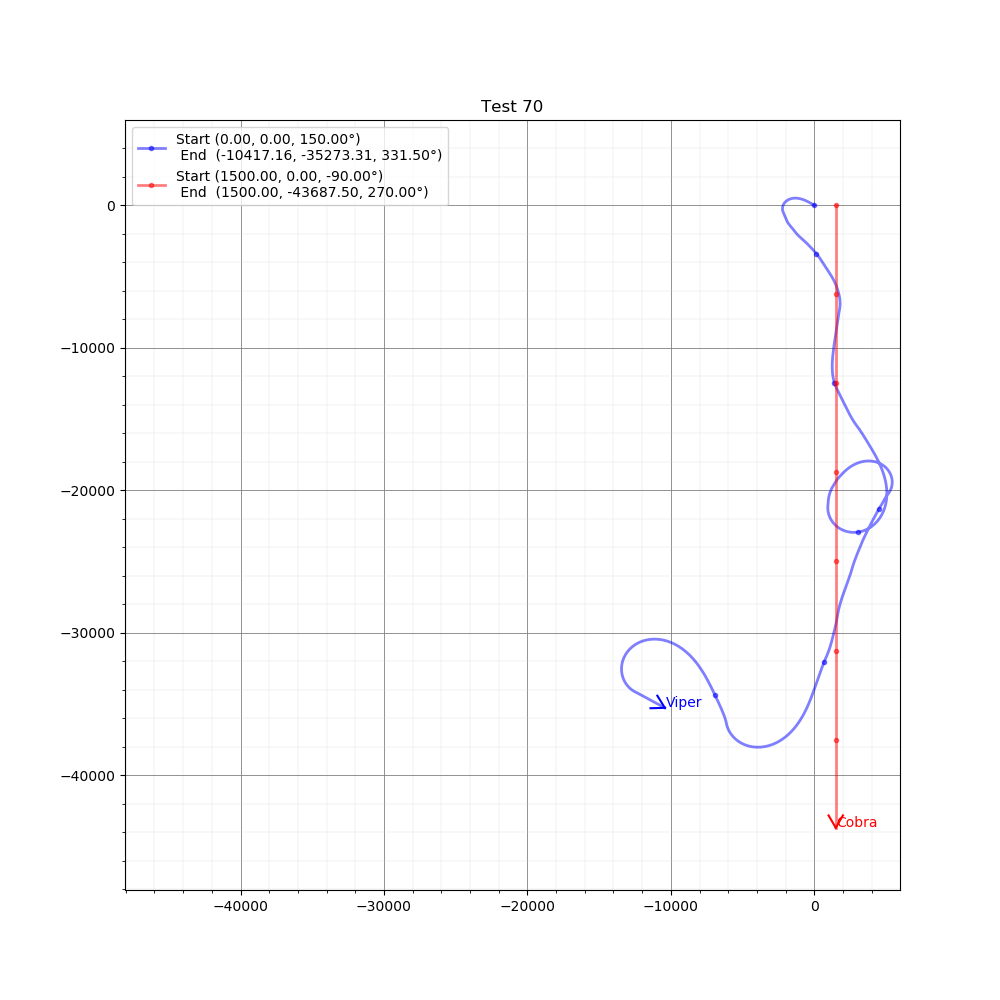 Test 70
Start (0.00, 0.00, 150.00°)
End  (-10417.16, -35273.31, 331.50°)
Start (1500.00, 0.00, -90.00°)
End  (1500.00, -43687.50, 270.00°)
0
−10000
−20000
−30000
−40000
Viper
Cobra
−40000
−30000
−20000
−10000
0